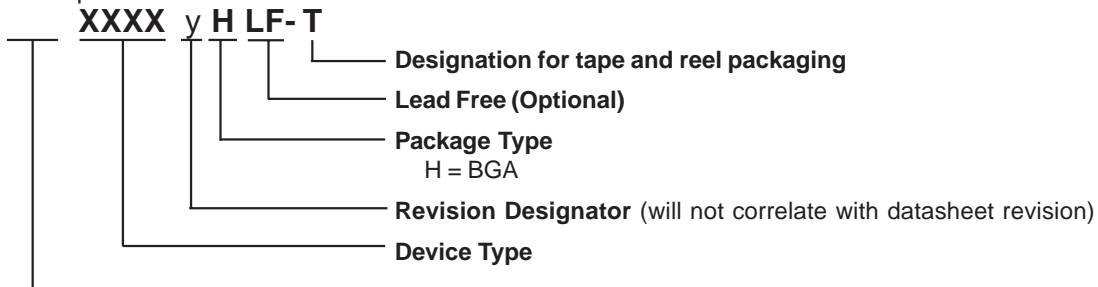 XXXX y H LF- T
Designation for tape and reel packaging
Lead Free (Optional)
Package Type
H = BGA
Revision Designator (will not correlate with datasheet revision)
Device Type